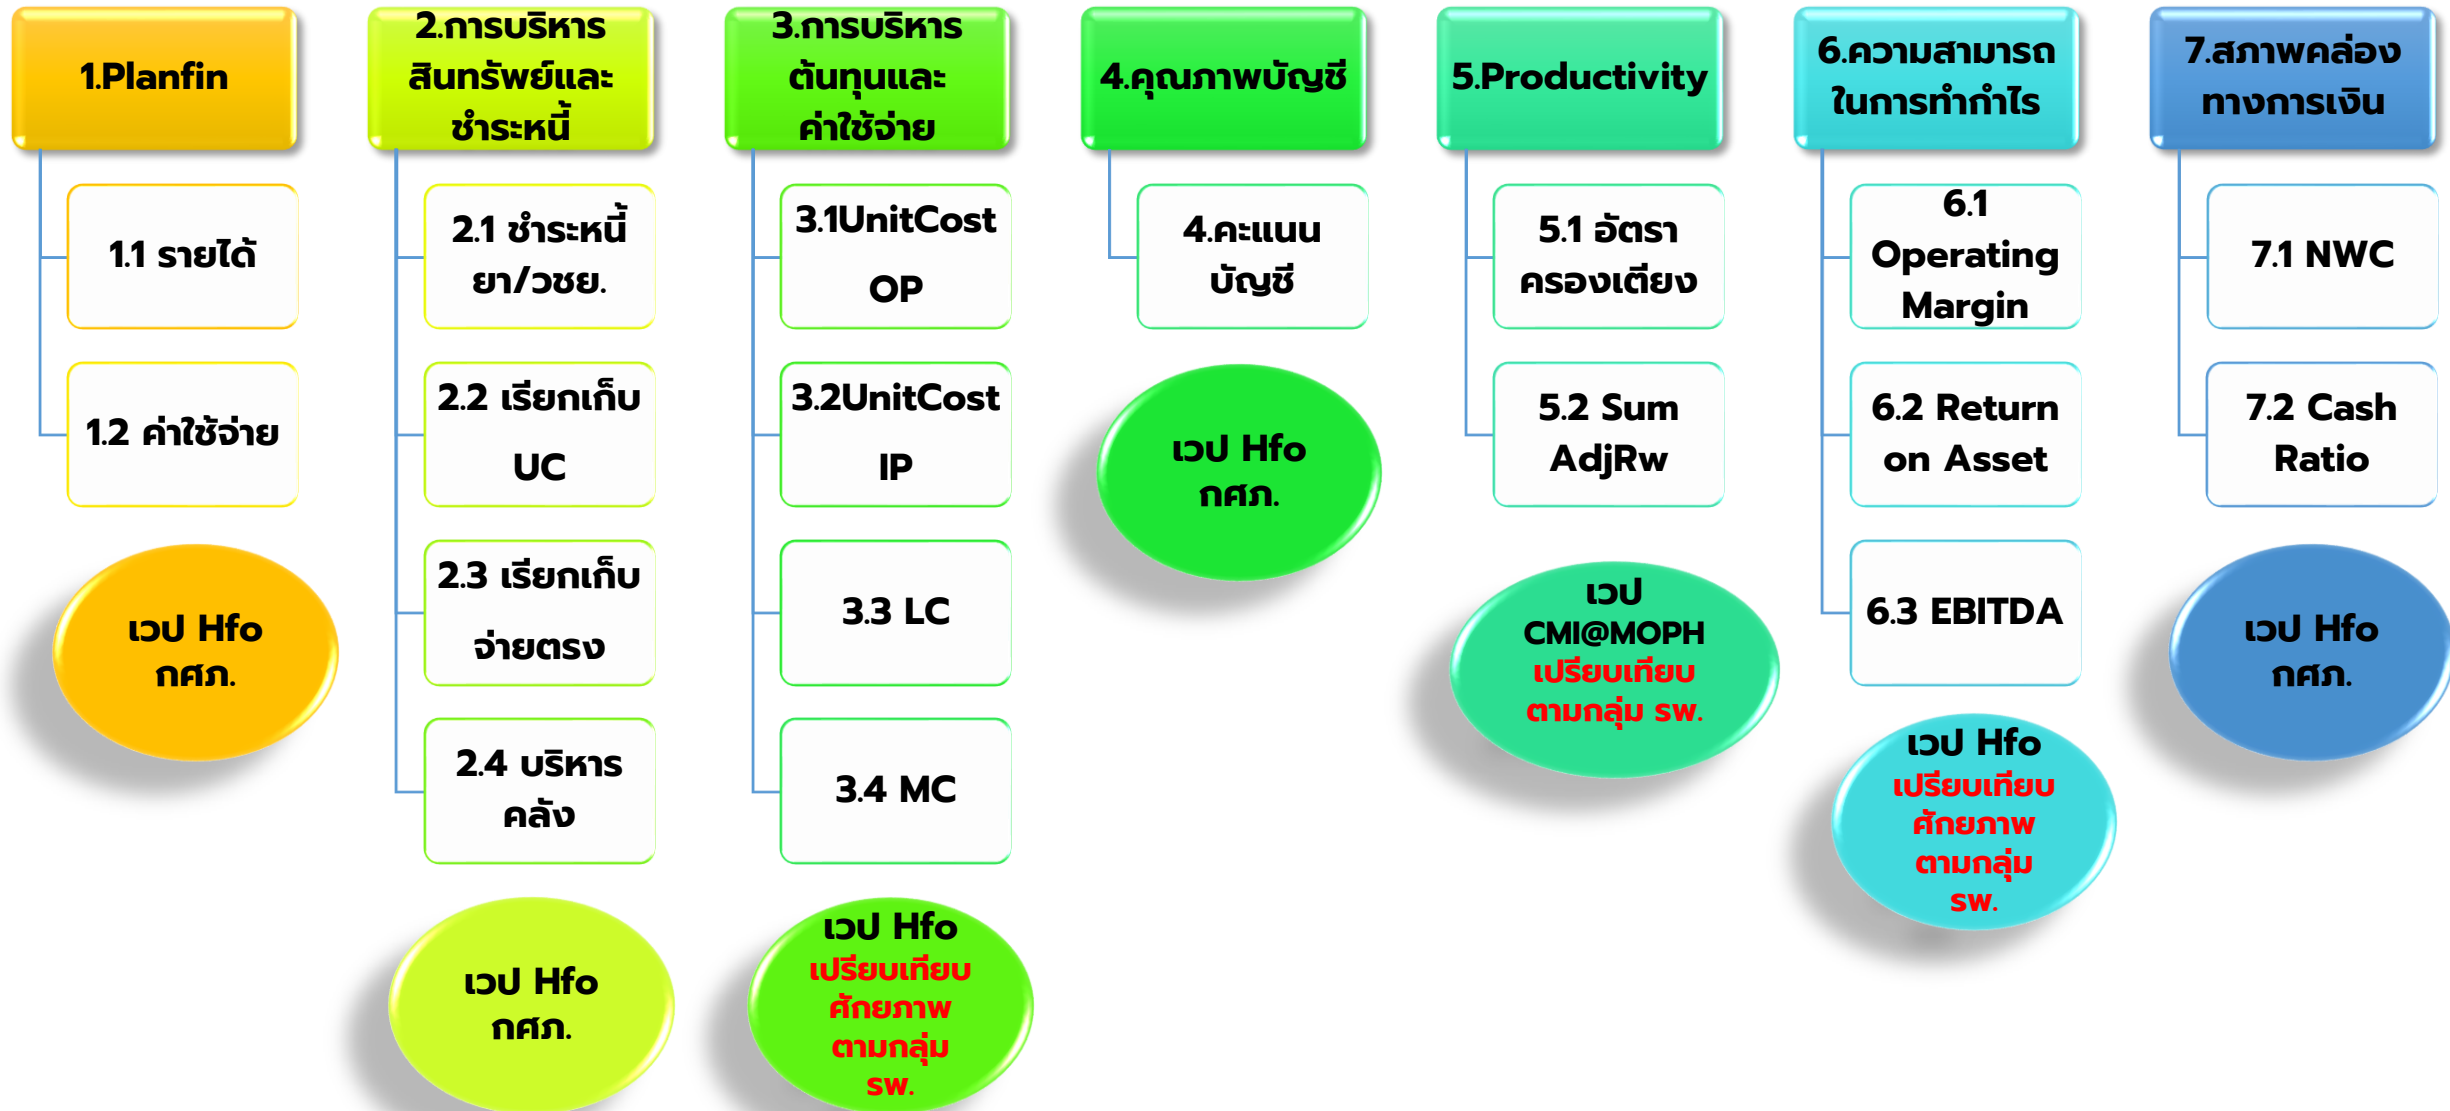 1.Planfin
1.1 รายได้
1.2 ค่าใช้จ่าย
เวป Hfo
กศภ.
2.การบริหาร
สินทรัพย์และ
ชำระหนี้
2.1 ชำระหนี้
ยา/วชย.
2.2 เรียกเก็บ
UC
2.3 เรียกเก็บ
จ่ายตรง
2.4 บริหาร
คลัง
เวป Hfo
กศภ.
3.การบริหาร
ต้นทุนและ
ค่าใช้จ่าย
3.1UnitCost
OP
3.2UnitCost
IP
3.3 LC
3.4 MC
เวป Hfo
เปรียบเทียบ
ศักยภาพ
ตามกลุ่ม
รพ.
4.คุณภาพบัญชี
4.คะแนน
บัญชี
เวป Hfo
กศภ.
5.Productivity
5.1 อัตรา
ครองเตียง
5.2 Sum
AdjRw
เวป
CMI@MOPH
เปรียบเทียบ
ตามกลุ่ม รพ.
6.ความสามารถ
ในการทำกำไร
6.1
Operating
Margin
6.2 Return
on Asset
6.3 EBITDA
เวป Hfo
เปรียบเทียบ
ศักยภาพ
ตามกลุ่ม
รพ.
7.สภาพคล่อง
ทางการเงิน
7.1 NWC
7.2 Cash
Ratio
เวป Hfo
กศภ.